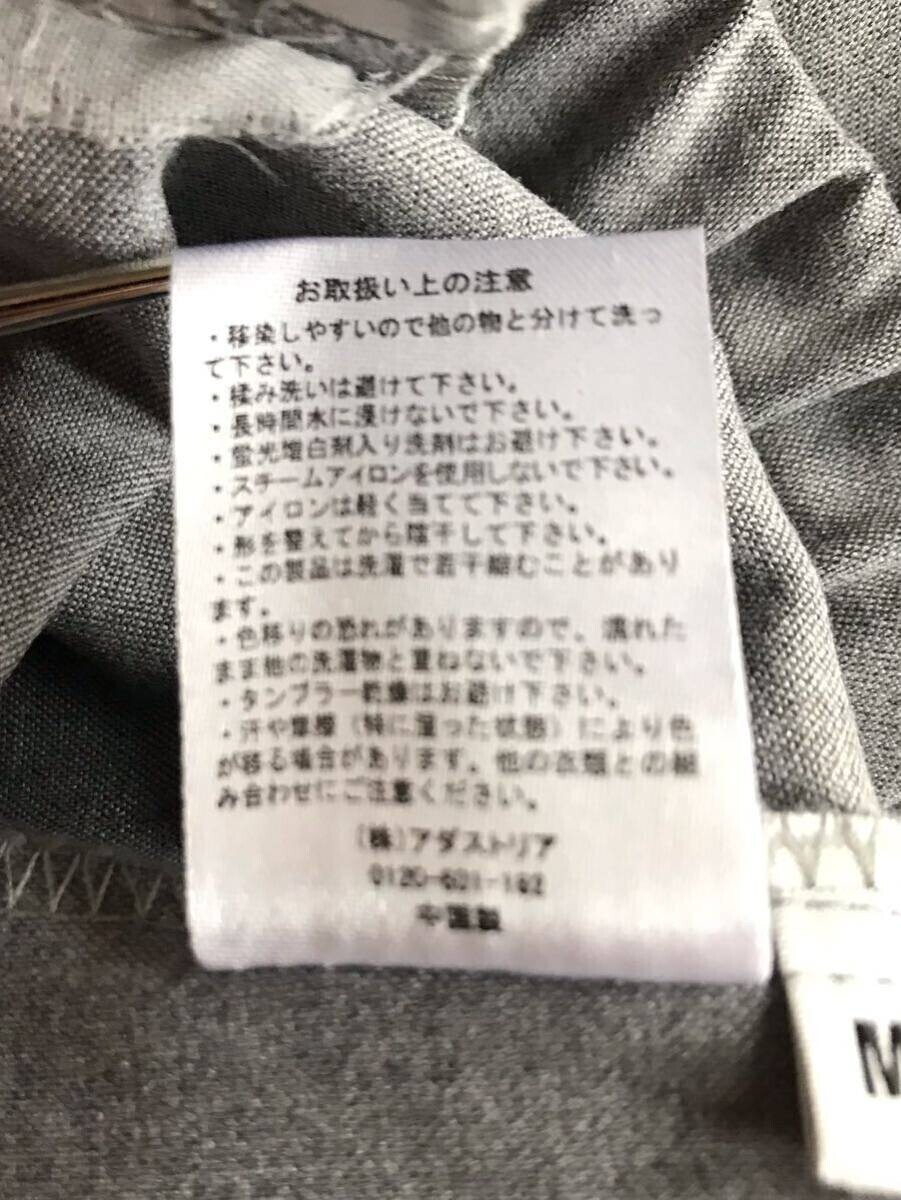 お取扱い上の注意
・移染しやすいので他の物と分けて洗っ
て下さい。
・揉み洗いは避けて下さい。
・長時間水に浸けないで下さい。
・蛍光増白剤入り洗剤はお避け下さい。
・スチームアイロンを使用しないで下さい。
・アイロンは軽く当てて下さい。
・形を整えてから陰干して下さい。
・この製品は洗濯で若干縮むことがあり
ます。
・色移りの恐れがありますので、濡れた
まま他の洗濯物と重ねないで下さい。
・タンブラー乾燥はお避け下さい。
・汗や摩擦（特に湿った状態）により色
が移る場合があります。他の衣類との組
み合わせにご注意ください。
(株)アダストリア
0120-601-162
中国製
M